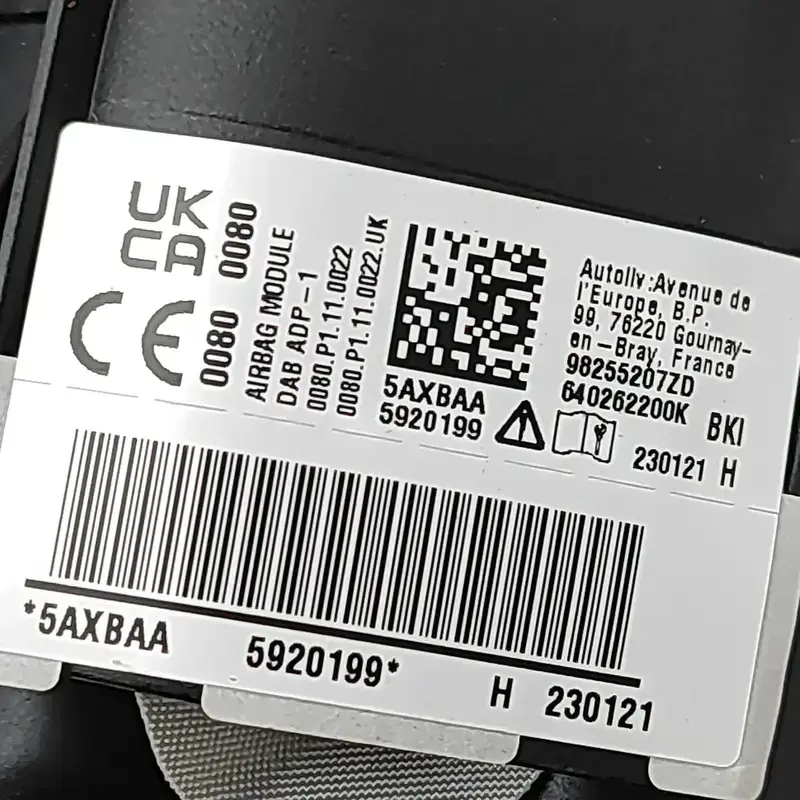 UK
CA
0080
CE
0080
AIRBAG MODULE
DAB ADP-1
0080.P1.11.0022
0080.P1.11.0022.UK
5AXBAA
5920199
Autoliv:Avenue de
l'Europe, B.P.
99, 76220 Gournay-
en-Bray, France
98255207ZD
640262200K BKI
230121 H
*5AXBAA 5920199* H 230121